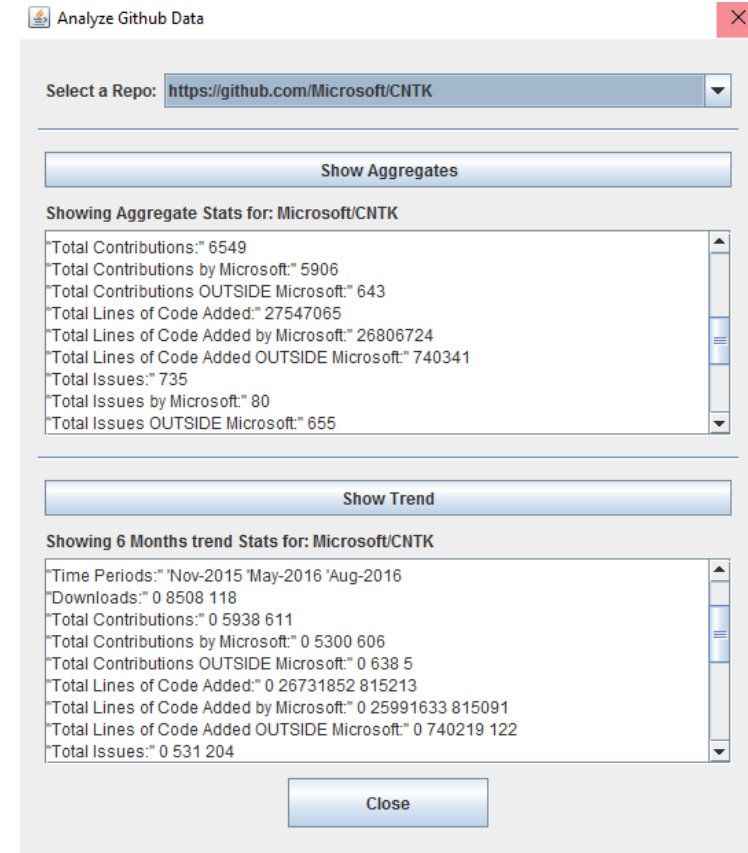 Analyze Github Data
Select a Repo: https://github.com/Microsoft/CNTK
Show Aggregates
Showing Aggregate Stats for: Microsoft/CNTK
"Total Contributions:" 6549
"Total Contributions by Microsoft:" 5906
"Total Contributions OUTSIDE Microsoft:" 643
"Total Lines of Code Added:" 27547065
"Total Lines of Code Added by Microsoft:" 26806724
"Total Lines of Code Added OUTSIDE Microsoft:" 740341
"Total Issues:" 735
"Total Issues by Microsoft:" 80
"Total Issues OUTSIDE Microsoft:" 655
Show Trend
Showing 6 Months trend Stats for: Microsoft/CNTK
"Time Periods:" 'Nov-2015 'May-2016 'Aug-2016
"Downloads:" 0 8508 118
"Total Contributions:" 0 5938 611
"Total Contributions by Microsoft:" 0 5300 606
"Total Contributions OUTSIDE Microsoft:" 0 638 5
"Total Lines of Code Added:" 0 26731852 815213
"Total Lines of Code Added by Microsoft:" 0 25991633 815091
"Total Lines of Code Added OUTSIDE Microsoft:" 0 740219 122
"Total Issues:" 0 531 204
Close